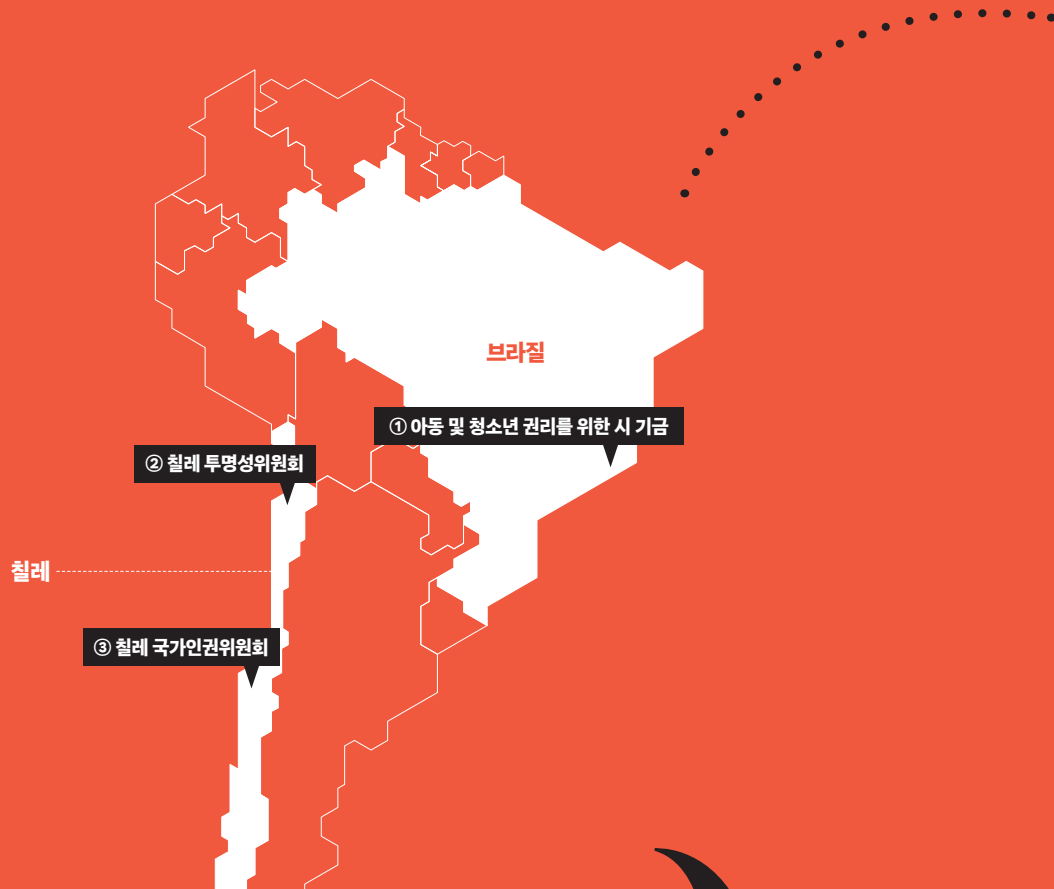 브라질
① 아동 및 청소년 권리를 위한 시 기금
② 칠레 투명성위원회
칠레
③ 칠레 국가인권위원회